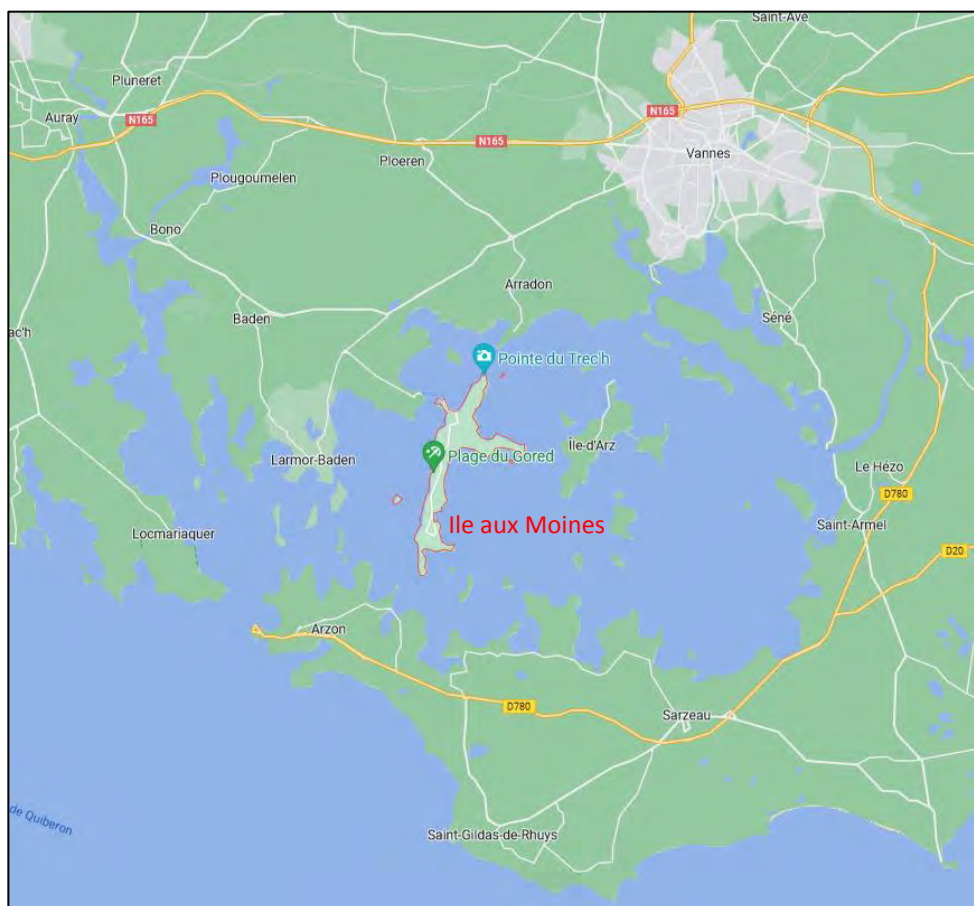 Saint-Avé
Pluneret
Auray
N165
N165
N165
Vannes
Ploeren
Plougoumelen
Bono
Arradon
Baden
Séné
ac'h
Pointe du Trec'h
Île-d'Arz
Plage du Gored
Larmor-Baden
Le Hézo
D780
Ile aux Moines
Saint-Armel
Locmariaquer
D20
Arzon
D780
Sarzeau
de Quiberon
Saint-Gildas-de-Rhuys